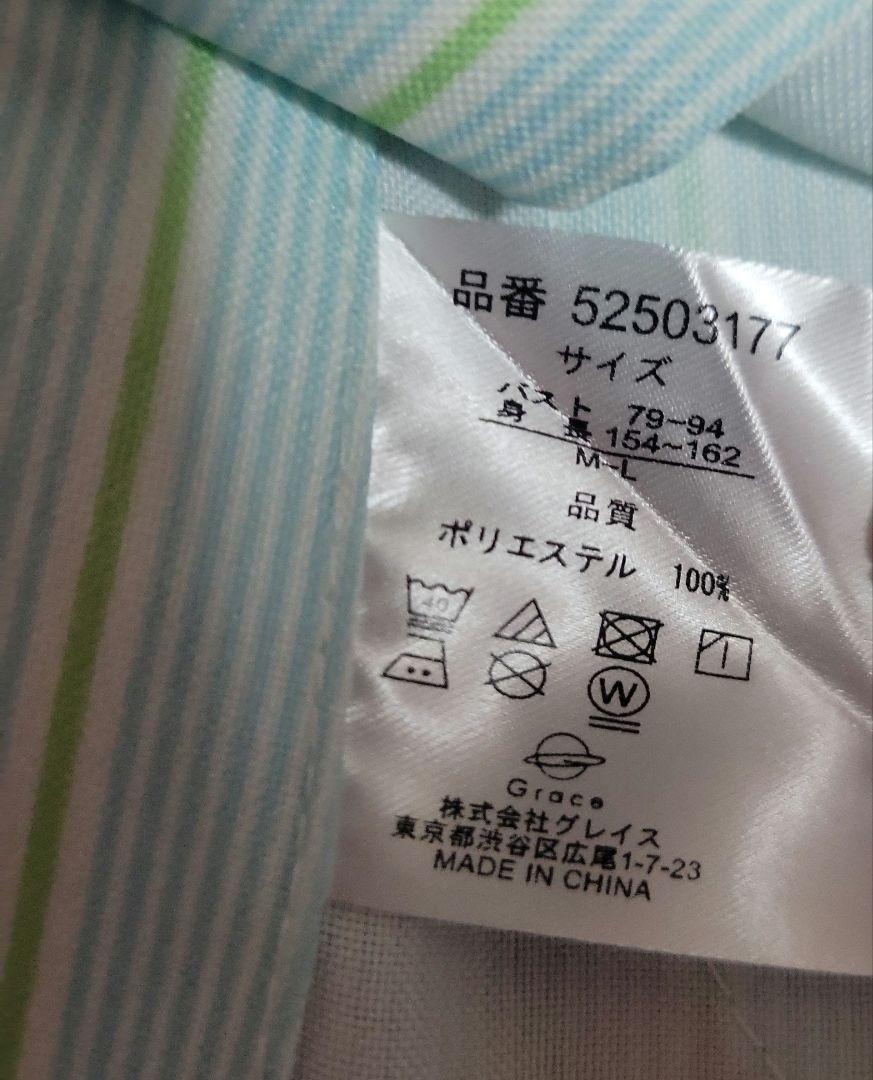 品番 52503177
サイズ
バスト 79~94
身長 154~162
M-L
品質
ポリエステル 100%
40
W
Grace
株式会社グレイス
東京都渋谷区広尾1-7-23
MADE IN CHINA